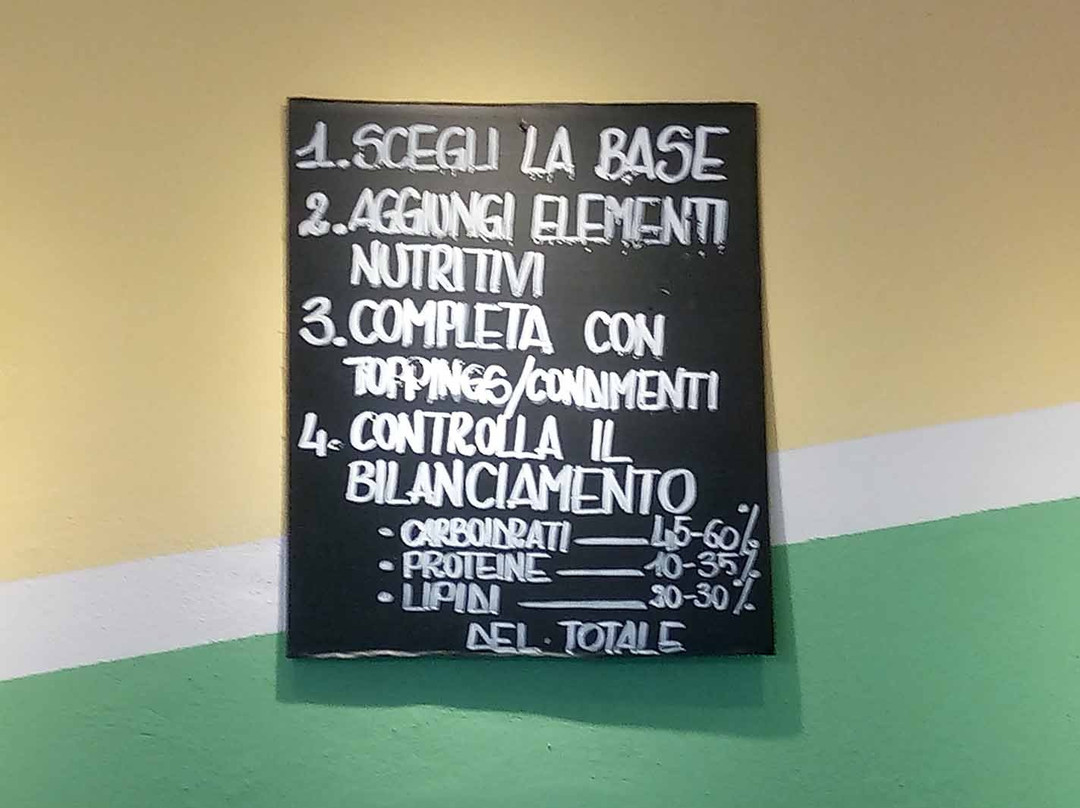 1. SCEGLI LA BASE
2. AGGIUNGI ELEMENTI
NUTRITIVI
3. COMPLETA CON
TOPPINGS/CONDIMENTI
4. CONTROLLA IL
BILANCIAMENTO
• CARBOIDRATI — 45-60%
• PROTEINE — 10-35%
• LIPIDI — 20-30%
DEL TOTALE